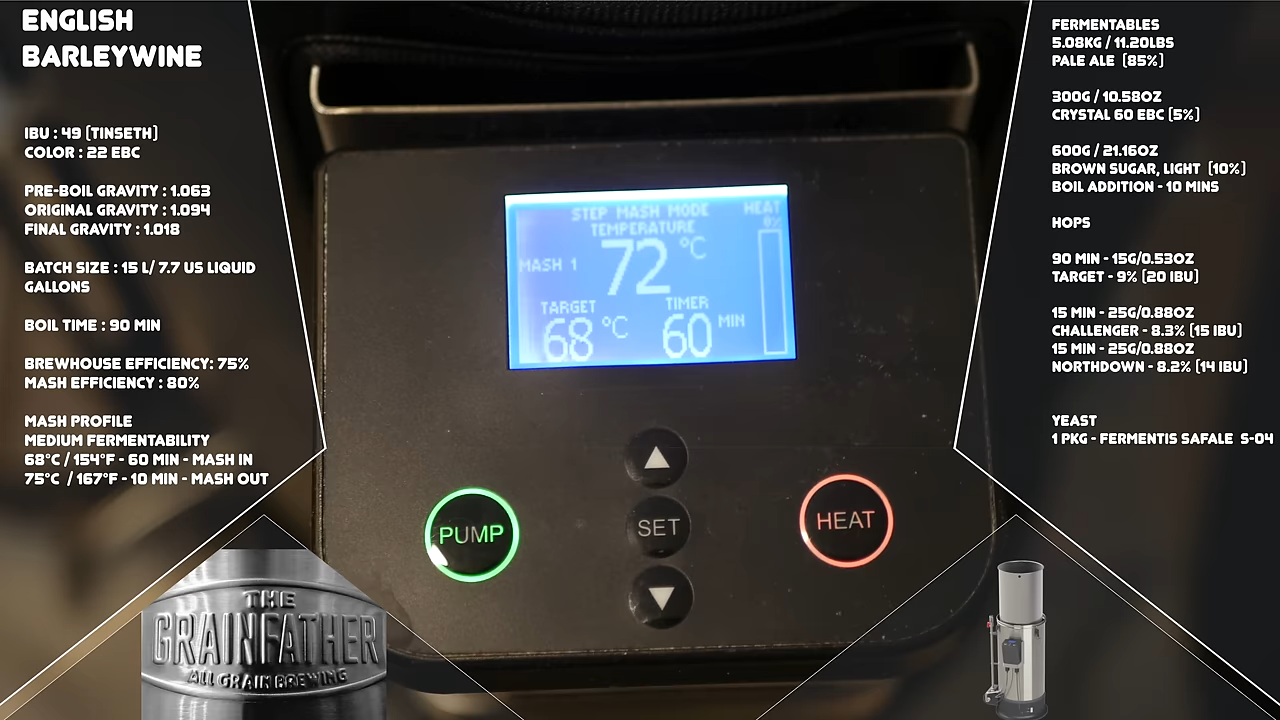 ENGLISH
BARLEYWINE
IBU : 49 (TINSETH)
COLOR : 22 EBC
PRE-BOIL GRAVITY : 1.063
ORIGINAL GRAVITY : 1.094
FINAL GRAVITY : 1.018
BATCH SIZE : 15 L/ 7.7 US LIQUID
GALLONS
BOIL TIME : 90 MIN
BREWHOUSE EFFICIENCY: 75%
MASH EFFICIENCY : 80%
MASH PROFILE
MEDIUM FERMENTABILITY
68°C / 154°F - 60 MIN - MASH IN
75°C / 167°F - 10 MIN - MASH OUT
THE
GRAINFATHER
ALL GRAIN BREWING
STEP MASH MODE
HEAT
0%
TEMPERATURE
72 °C
MASH 1
TARGET
TIMER
68 °C
60 MIN
PUMP
SET
HEAT
FERMENTABLES
5.08KG / 11.20LBS
PALE ALE (85%)
300G / 10.58OZ
CRYSTAL 60 EBC (5%)
600G / 21.16OZ
BROWN SUGAR, LIGHT (10%)
BOIL ADDITION - 10 MINS
HOPS
90 MIN - 15G/0.53OZ
TARGET - 9% (20 IBU)
15 MIN - 25G/0.88OZ
CHALLENGER - 8.3% (15 IBU)
15 MIN - 25G/0.88OZ
NORTHDOWN - 8.2% (14 IBU)
YEAST
1 PKG - FERMENTIS SAFALE S-04